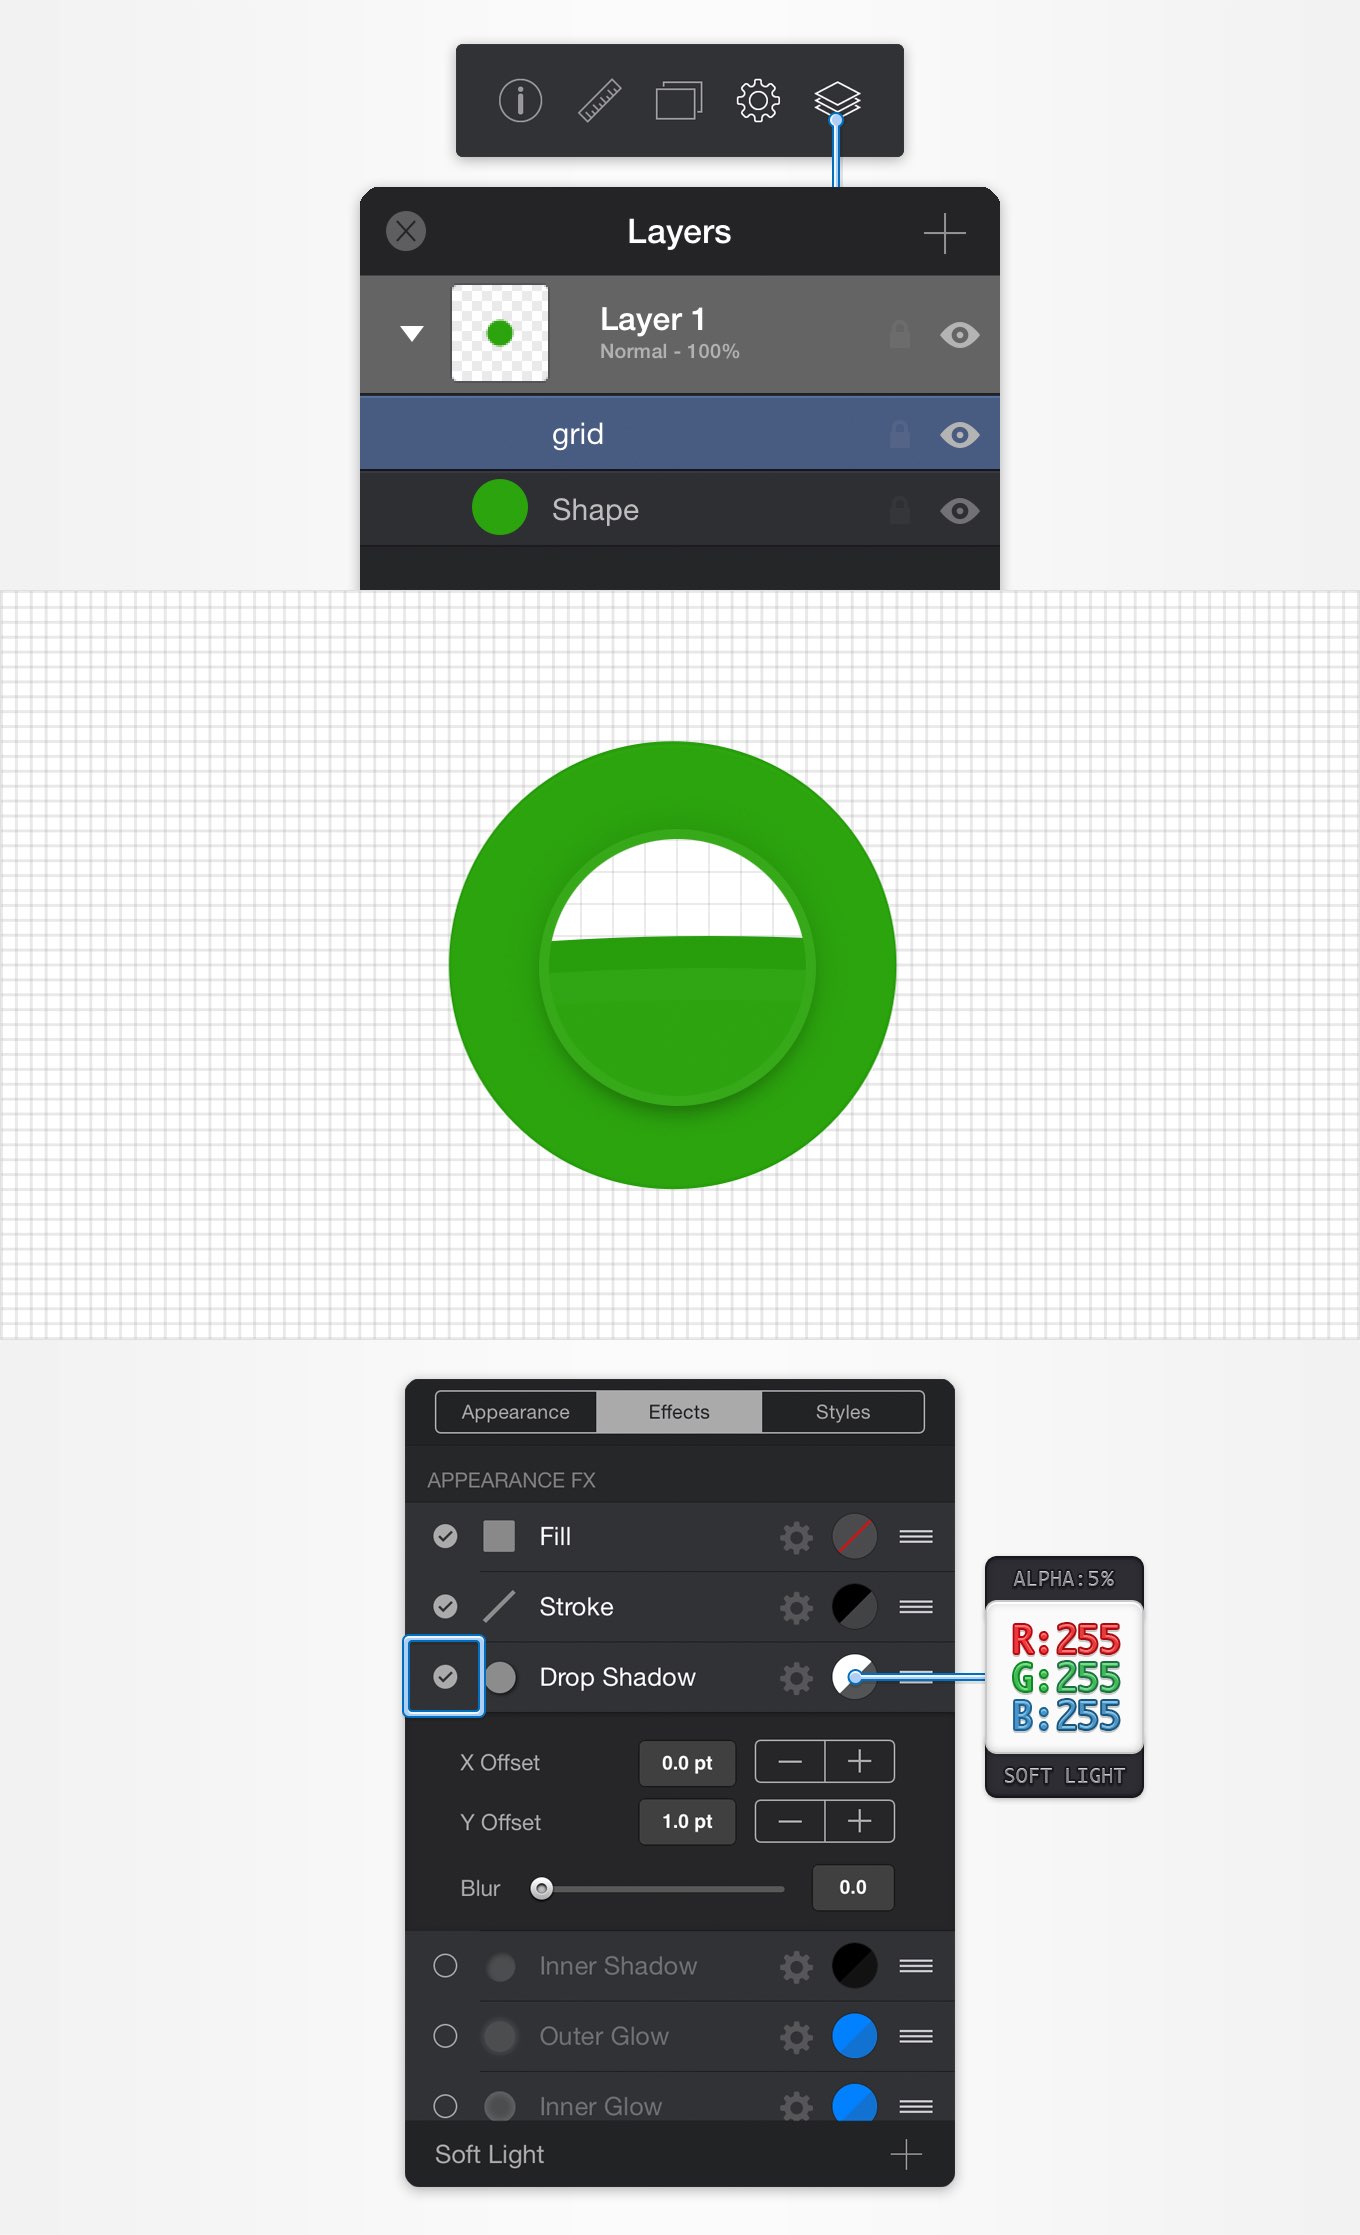 Layers
Layer 1
Normal - 100%
grid
Shape
Appearance
Effects
Styles
APPEARANCE FX
Fill
Stroke
Drop Shadow
ALPHA:5%
R:255
G:255
B:255
SOFT LIGHT
X Offset
0.0 pt
Y Offset
1.0 pt
Blur
0.0
Inner Shadow
Outer Glow
Inner Glow
Soft Light